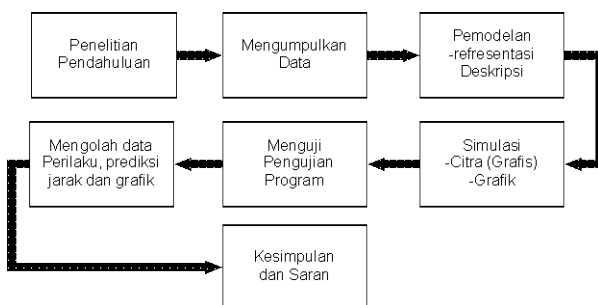 Penelitian
Pendahuluan
Mengumpulkan
Data
Pemodelan
-refresentasi
Deskripsi
Simulasi
-Citra (Grafis)
-Grafik
Menguji
Pengujian
Program
Mengolah data
Perilaku, prediksi
jarak dan grafik
Kesimpulan
dan Saran